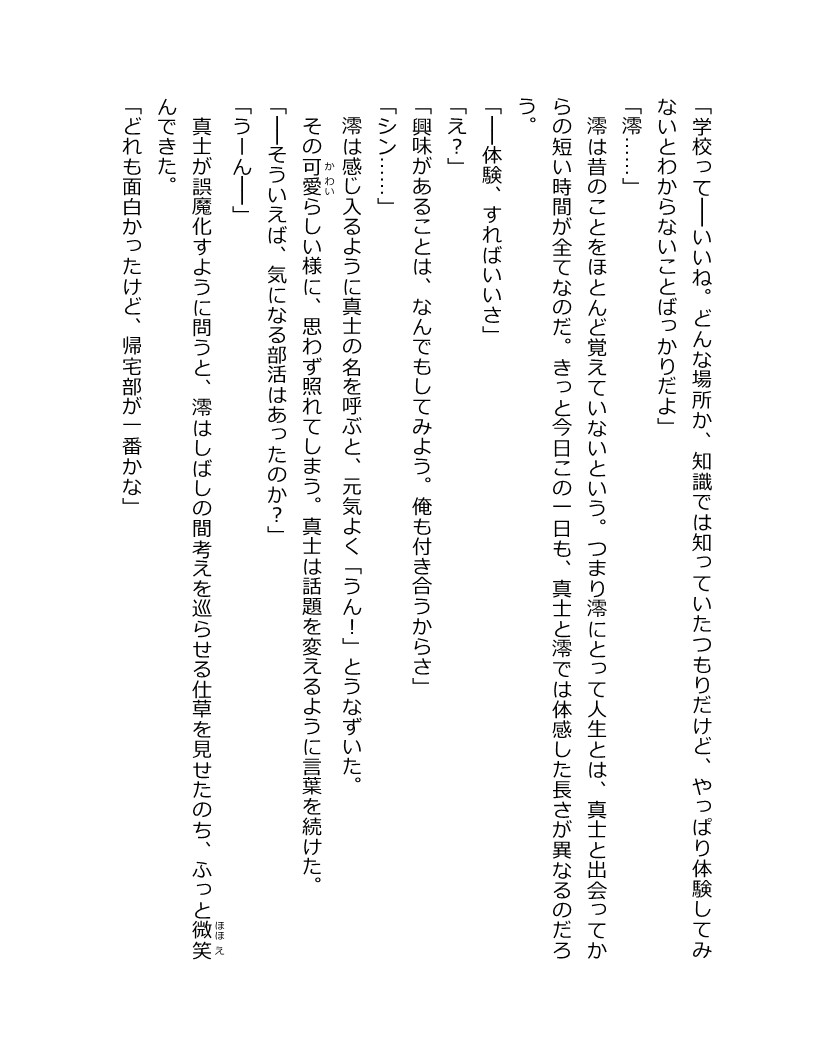 「学校って――いいね。どんな場所か、知識では知っていたつもりだけど、やっぱり体験してみ
ないとわからないことばっかりだよ」
「澪……」
　澪は昔のことをほとんど覚えていないという。つまり澪にとって人生とは、真士と出会ってか
らの短い時間が全てなのだ。きっと今日この一日も、真士と澪では体感した長さが異なるのだろ
う。
「――体験、すればいいさ」
「え？」
「興味があることは、なんでもしてみよう。俺も付き合うからさ」
「シン……」
　澪は感じ入るように真士の名を呼ぶと、元気よく「うん！」とうなずいた。
　その可愛らしい様に、思わず照れてしまう。真士は話題を変えるように言葉を続けた。
かわい
「――そういえば、気になる部活はあったのか？」
「うーん――」
　真士が誤魔化すように問うと、澪はしばしの間考えを巡らせる仕草を見せたのち、ふっと微笑
ほほえ
んできた。
「どれも面白かったけど、帰宅部が一番かな」